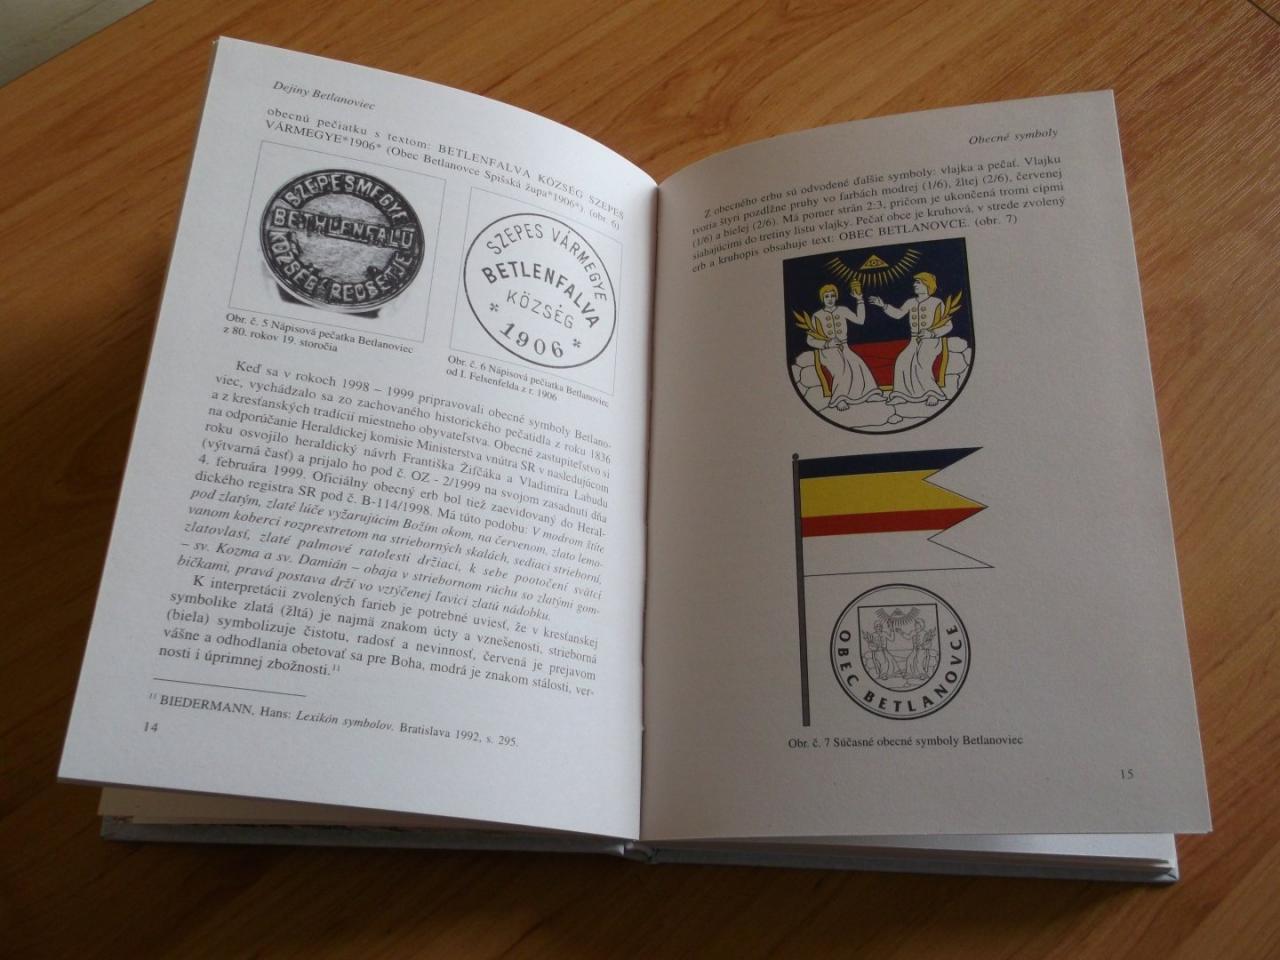 Dejiny Betlanoviec
obecnú pečiatku s textom: BETLENFALVA KÖZSÉG SZEPES
VÁRMEGYE*1906* (Obec Betlanovce Spišská župa*1906*). (obr. 6)
SZEPESMEGYE
BETHLENFALU
KÖZSÉG RECSÉTJE
SZEPES VÁRMEGYE
BETLENFALVA
KÖZSÉG
* 1906 *
Obr. č. 5 Nápisová pečiatka Betlanoviec
z 80. rokov 19. storočia
Obr. č. 6 Nápisová pečiatka Betlanoviec
od I. Felsenfelda z r. 1906
Keď sa v rokoch 1998 – 1999 pripravovali obecné symboly Betlano-
viec, vychádzalo sa zo zachovaného historického pečatidla z roku 1836
a z kresťanských tradícií miestneho obyvateľstva. Obecné zastupiteľstvo si
na odporúčanie Heraldickej komisie Ministerstva vnútra SR v nasledujúcom
roku osvojilo heraldický návrh Františka Žifčáka a Vladimíra Labudu
(výtvarná časť) a prijalo ho pod č. OZ - 2/1999 na svojom zasadnutí dňa
4. februára 1999. Oficiálny obecný erb bol tiež zaevidovaný do Heral-
dického registra SR pod č. B-114/1998. Má túto podobu: V modrom štíte
pod zlatým, zlaté lúče vyžarujúcim Božím okom, na červenom, zlato lemo-
vanom koberci rozprestretom na strieborných skalách, sediaci strieborní,
zlatovlasí, zlaté palmové ratolesti držiaci, k sebe pootočení svätci
– sv. Kozma a sv. Damián – obaja v striebornom rúchu so zlatými gom-
bičkami, pravá postava drží vo vztýčenej ľavici zlatú nádobku.
K interpretácii zvolených farieb je potrebné uviesť, že v kresťanskej
symbolike zlatá (žltá) je najmä znakom úcty a vznešenosti, strieborná
(biela) symbolizuje čistotu, radosť a nevinnosť, červená je prejavom
vášne a odhodlania obetovať sa pre Boha, modrá je znakom stálosti, ver-
nosti i úprimnej zbožnosti.¹¹
¹¹ BIEDERMANN, Hans: Lexikón symbolov. Bratislava 1992, s. 295.
14
Obecné symboly
Z obecného erbu sú odvodené ďalšie symboly: vlajka a pečať. Vlajku
tvoria štyri pozdĺžne pruhy vo farbách modrej (1/6), žltej (2/6), červenej
(1/6) a bielej (2/6). Má pomer strán 2:3, pričom je ukončená tromi cípmi
siahajúcimi do tretiny listu vlajky. Pečať obce je kruhová, v strede zvolený
erb a kruhopis obsahuje text: OBEC BETLANOVCE. (obr. 7)
OBEC BETLANOVCE
Obr. č. 7 Súčasné obecné symboly Betlanoviec
15